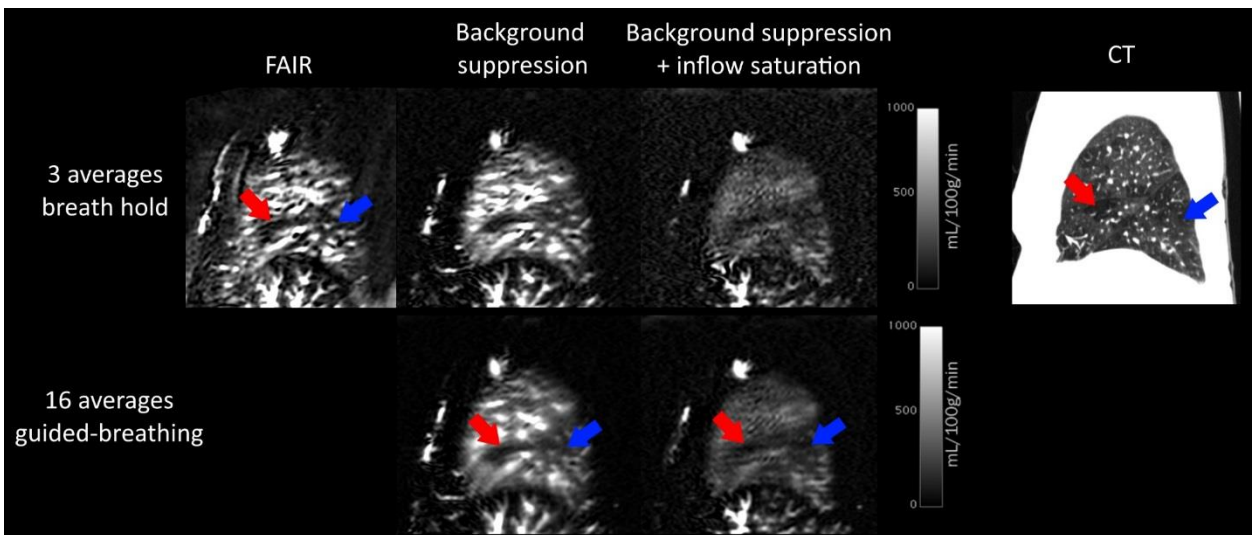 FAIR
Background
suppression
Background suppression
+ inflow saturation
CT
3 averages
breath hold
1000
500
0
mL/100g/min
16 averages
guided-breathing
1000
500
0
mL/100g/min